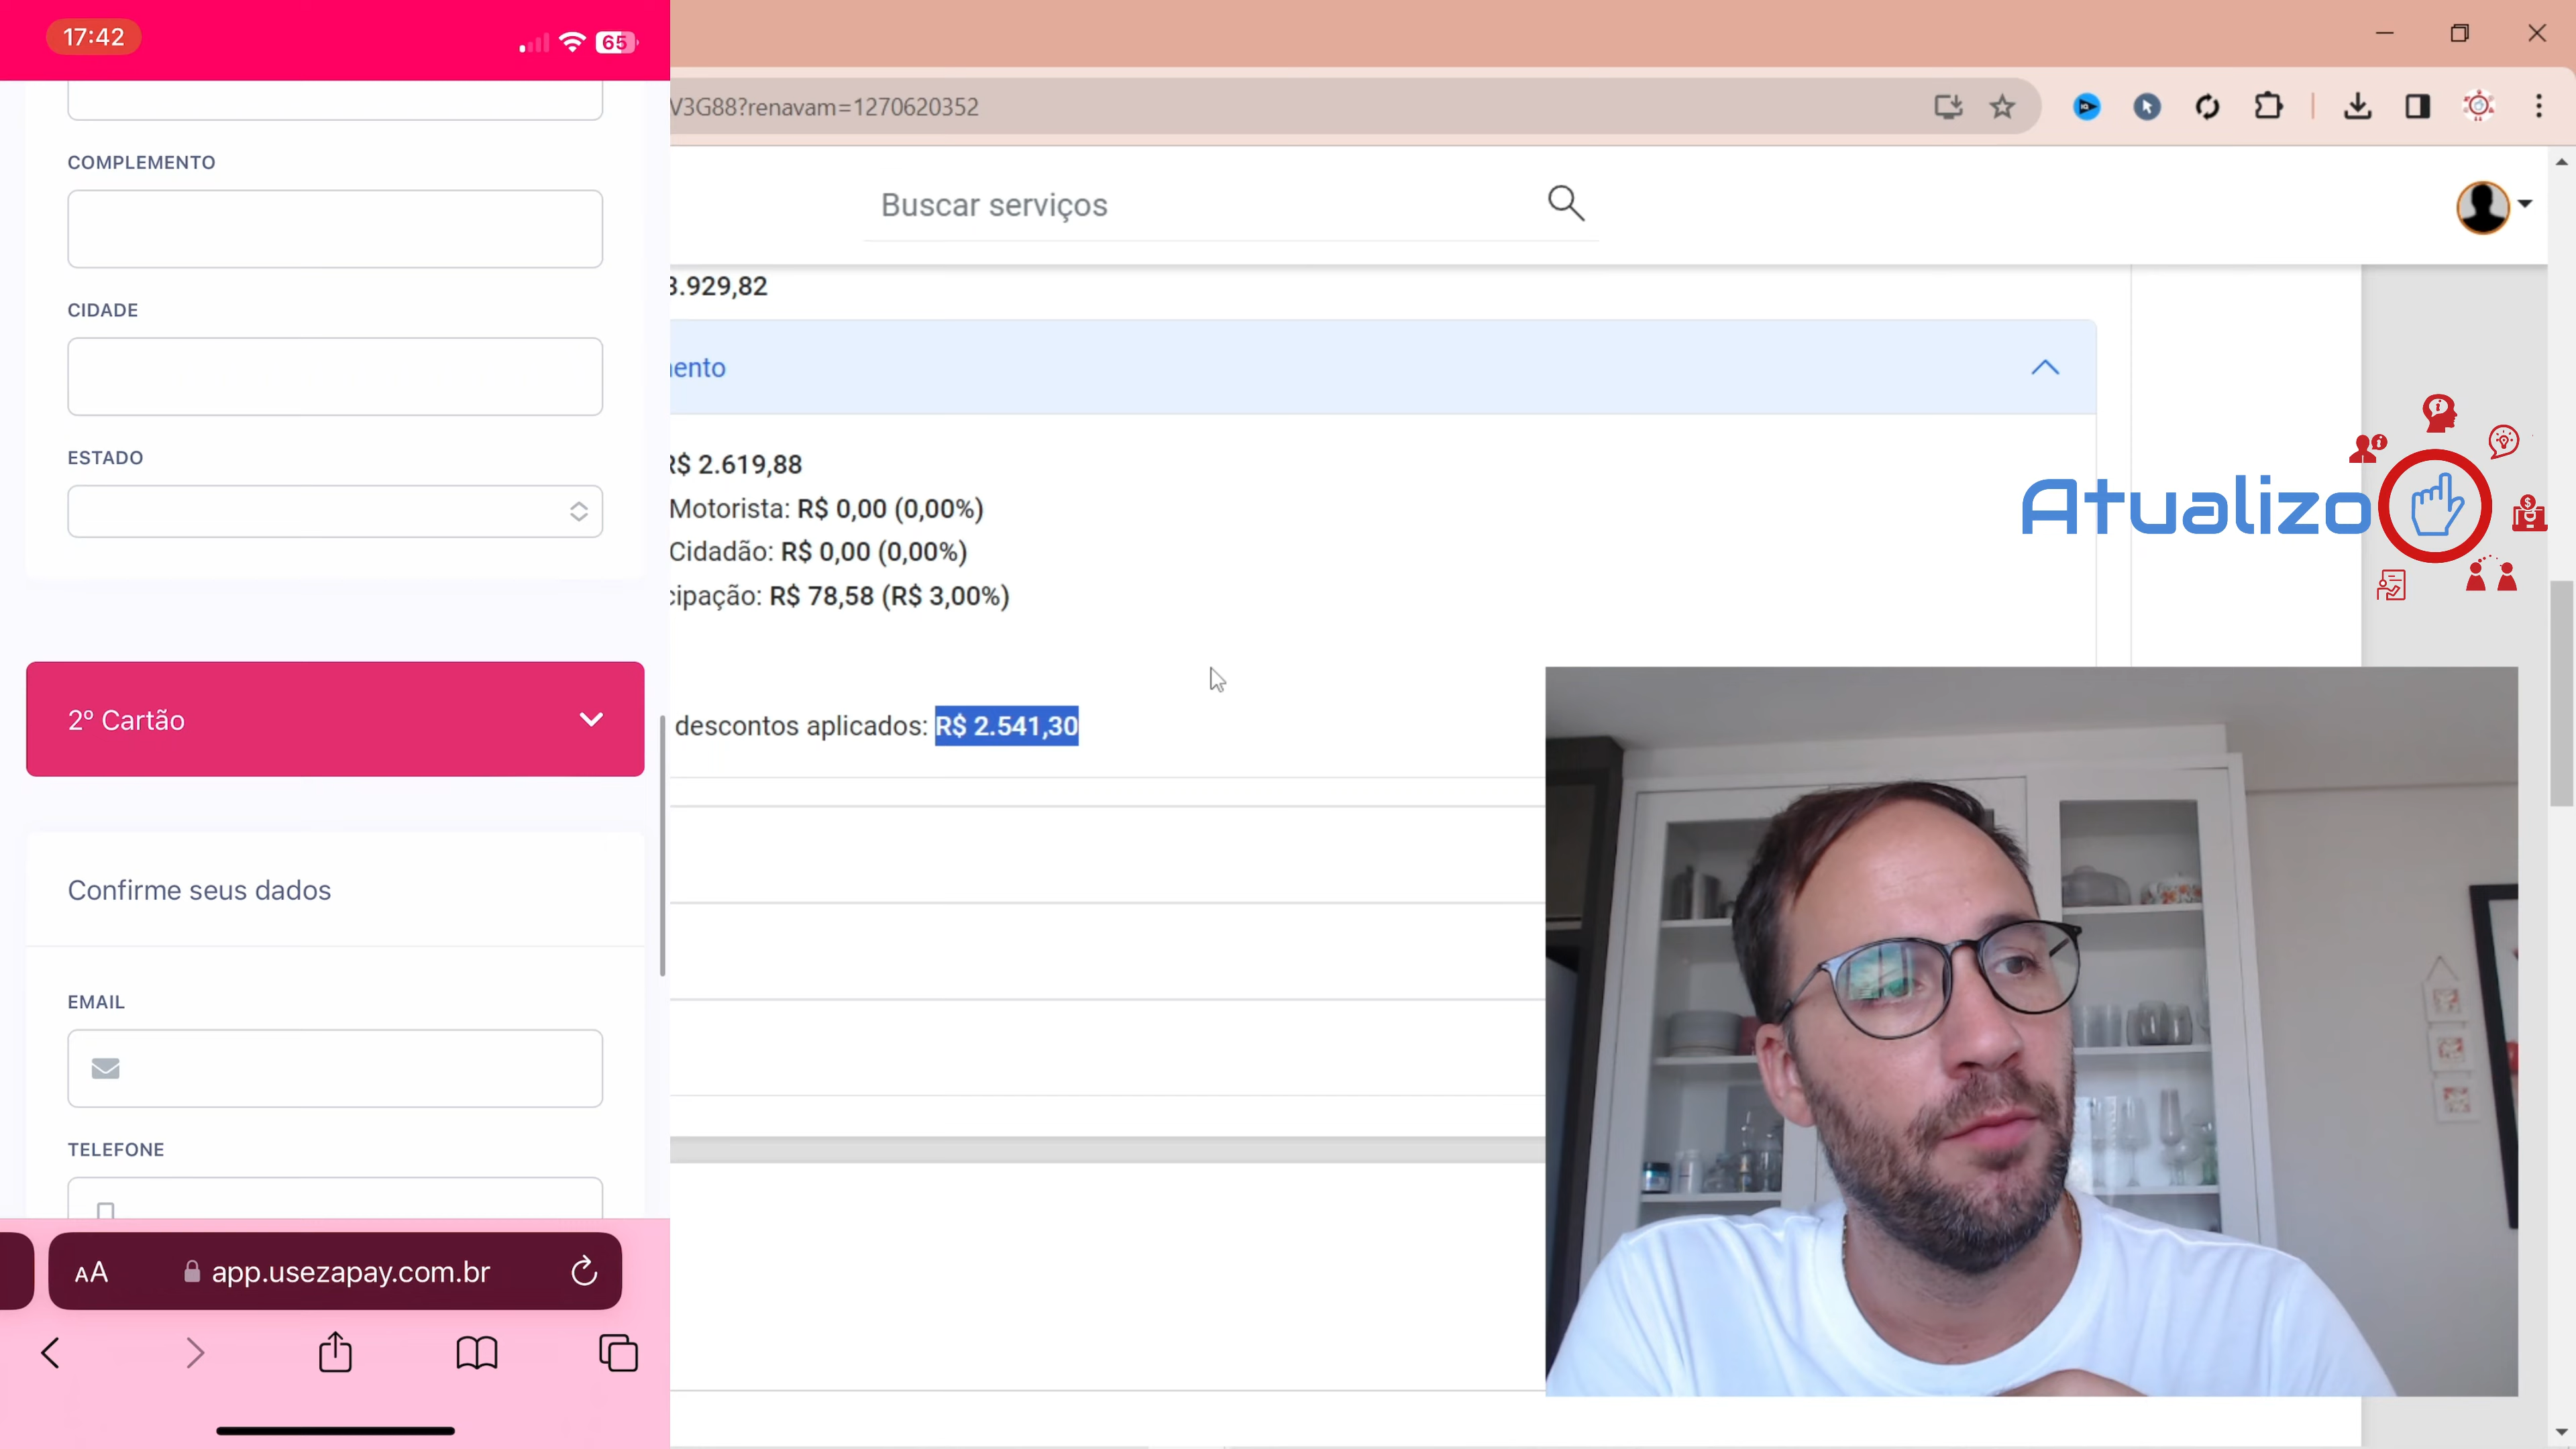 17:42
65
COMPLEMENTO
CIDADE
ESTADO
2º Cartão
Confirme seus dados
EMAIL
TELEFONE
AA
app.usezapay.com.br
V3G88?renavam=1270620352
Buscar serviços
3.929,82
ento
R$ 2.619,88
Motorista: R$ 0,00 (0,00%)
Cidadão: R$ 0,00 (0,00%)
cipação: R$ 78,58 (R$ 3,00%)
descontos aplicados: R$ 2.541,30
Atualizo